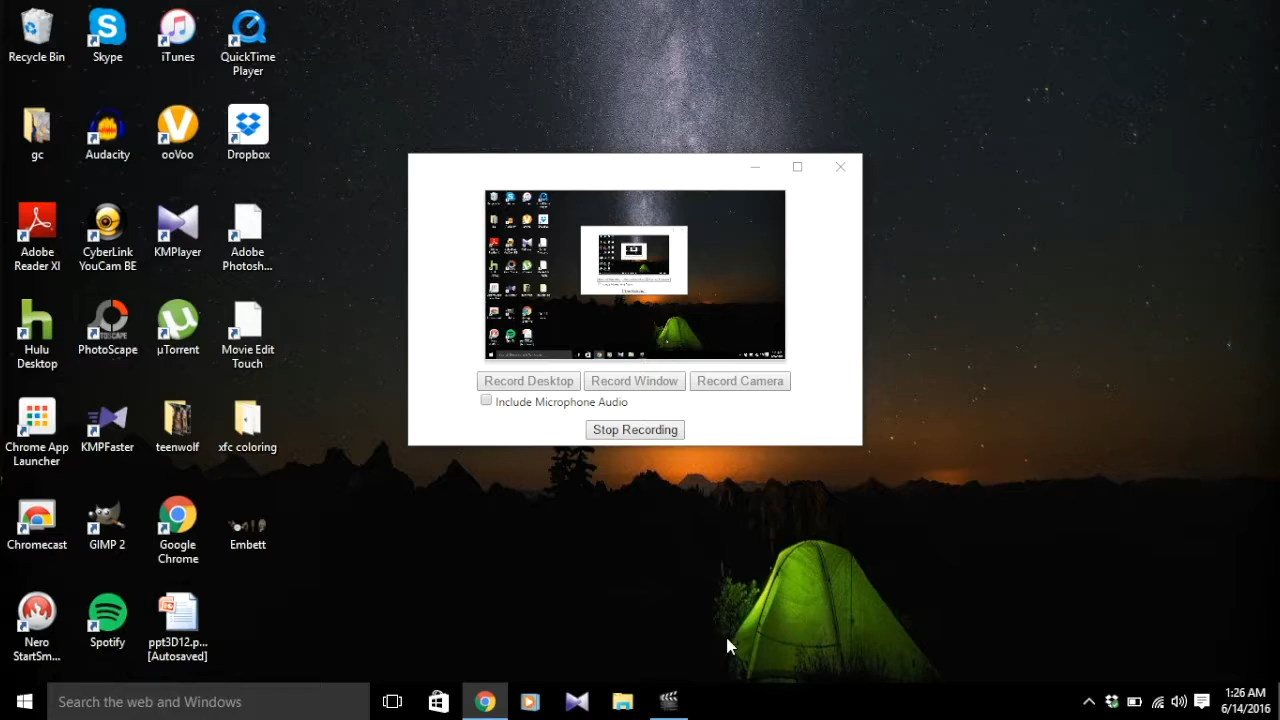 Recycle Bin
Skype
iTunes
QuickTime
Player
gc
Audacity
ooVoo
Dropbox
Adobe
Reader XI
CyberLink
YouCam BE
KMPlayer
Adobe
Photosh...
Hulu
Desktop
PhotoScape
µTorrent
Movie Edit
Touch
Chrome App
Launcher
KMPFaster
teenwolf
xfc coloring
Chromecast
GIMP 2
Google
Chrome
Embett
Nero
StartSm...
Spotify
ppt3D12.p...
[Autosaved]
Record Desktop
Record Window
Record Camera
Include Microphone Audio
Stop Recording
Search the web and Windows
1:26 AM
6/14/2016